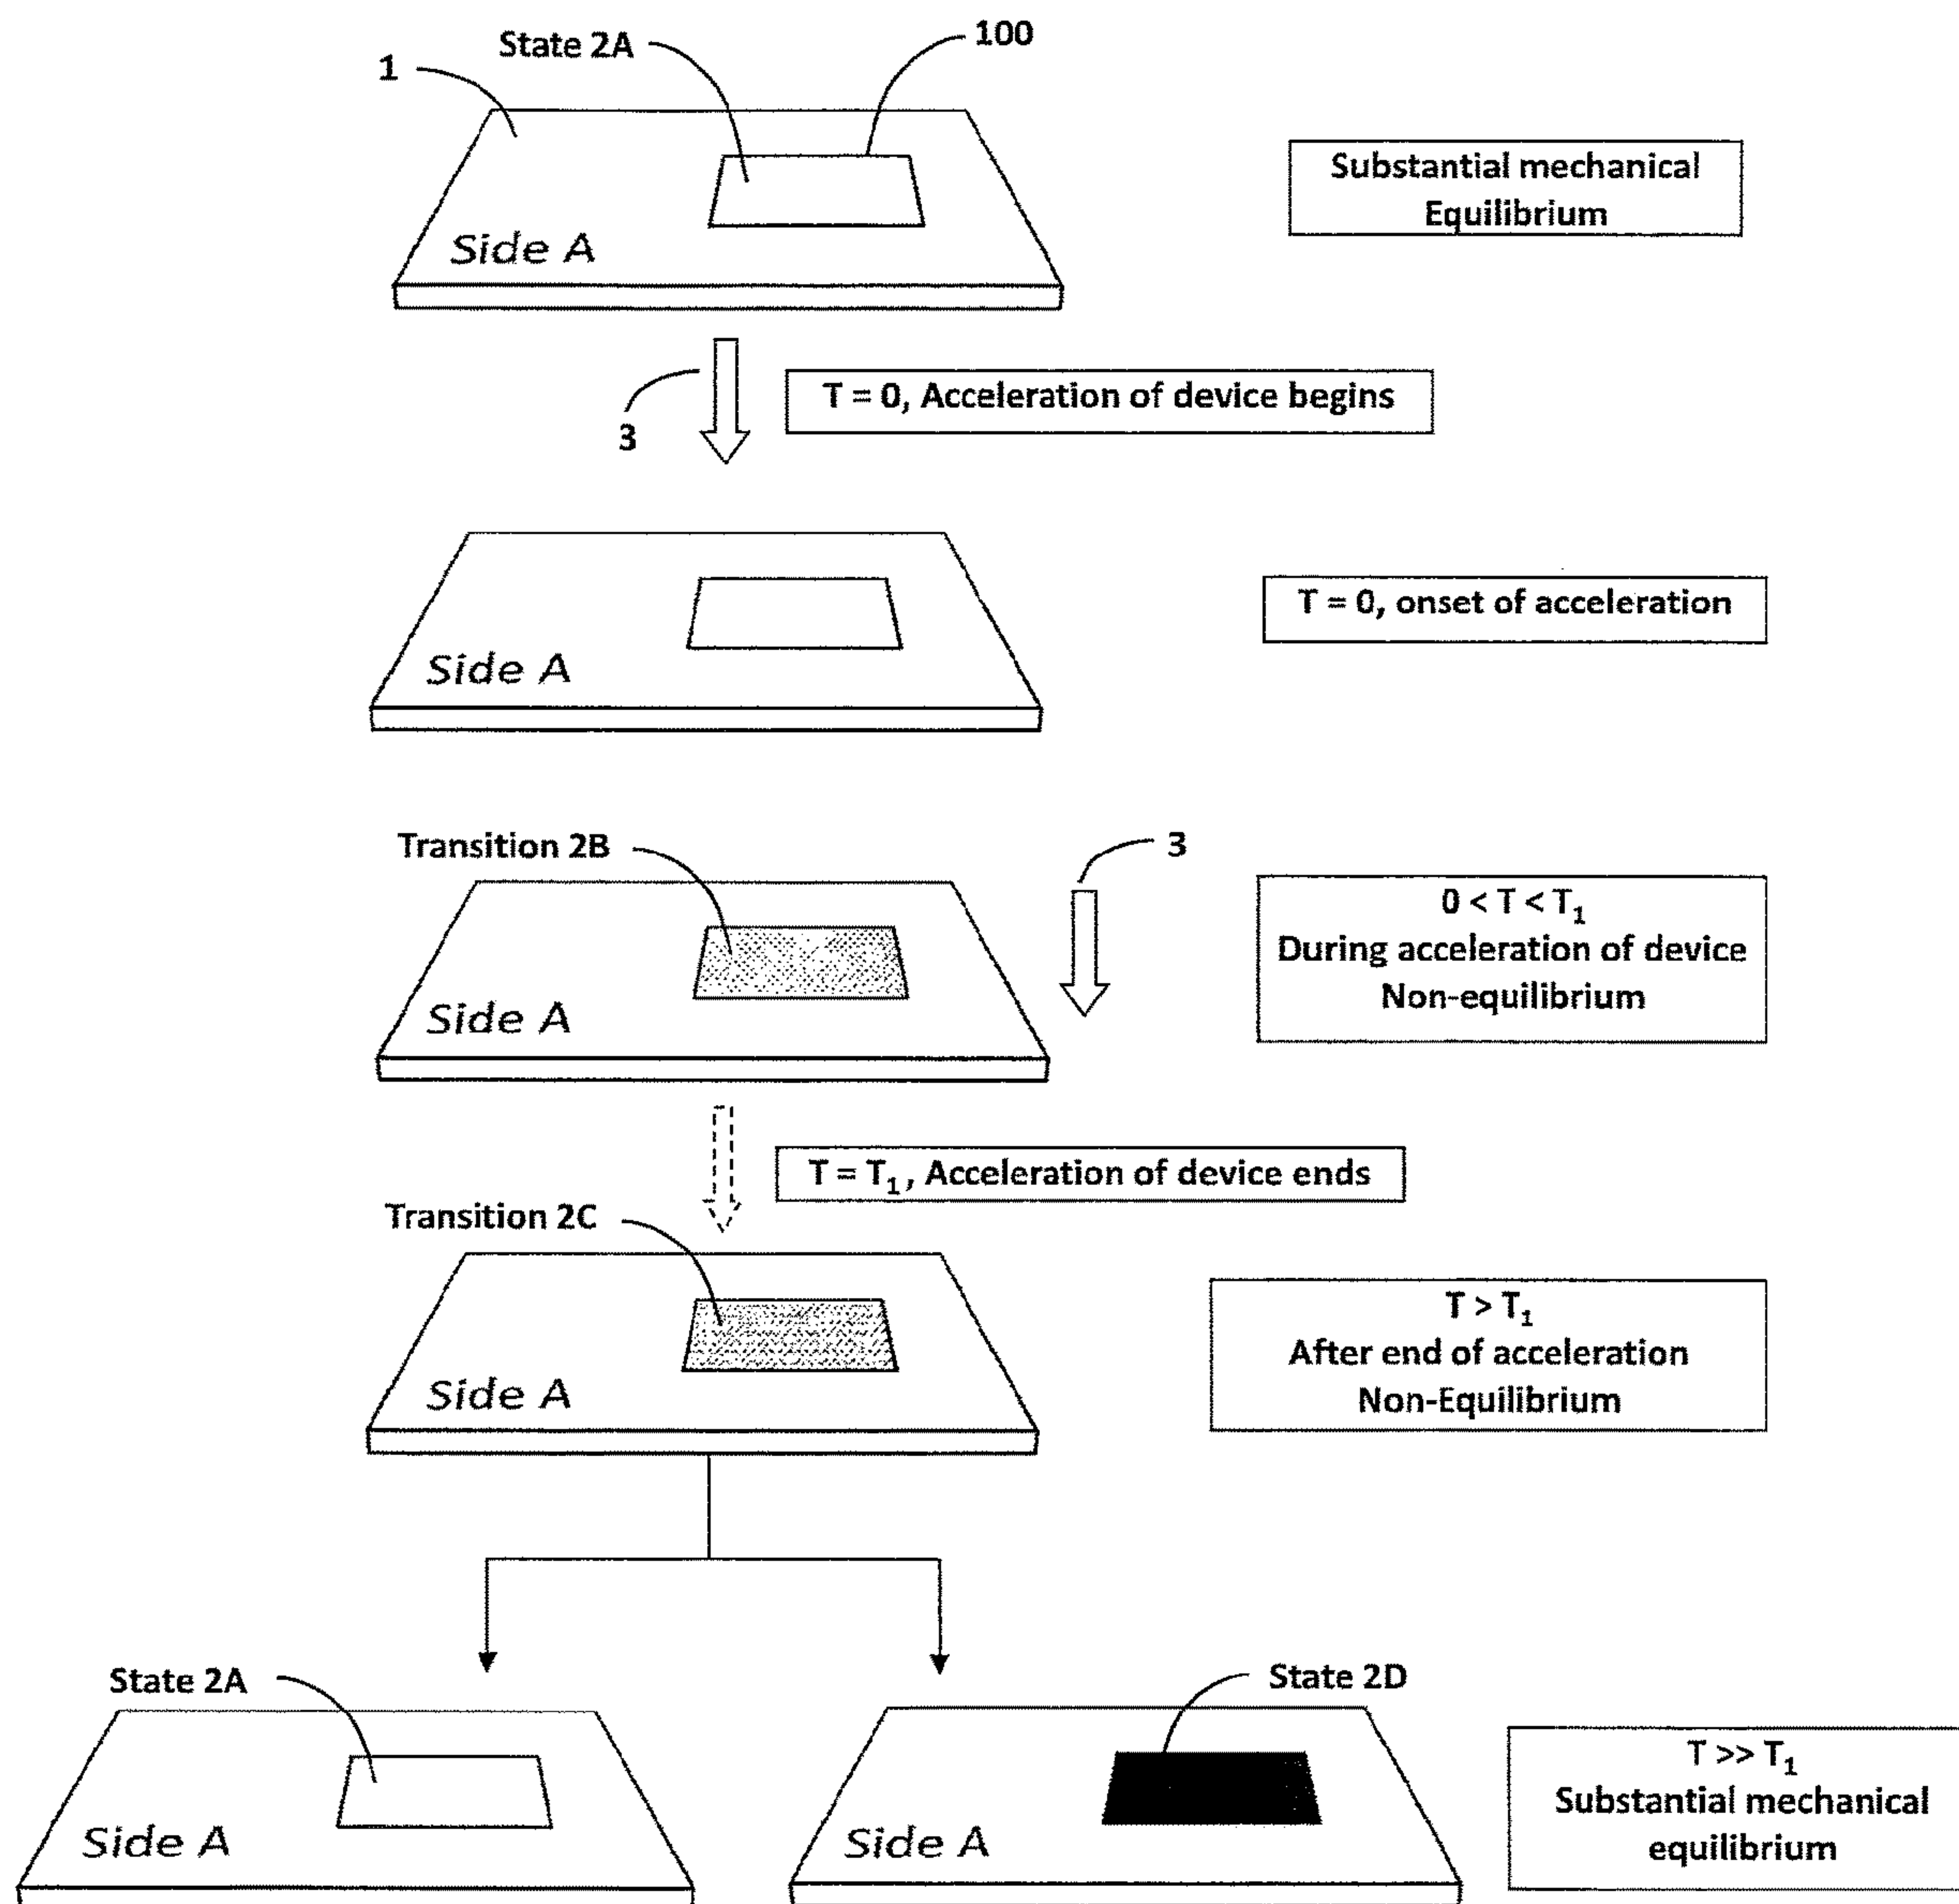 State 2A
100
1
Substantial mechanical
Equilibrium
Side A
3
T = 0, Acceleration of device begins
T = 0, onset of acceleration
Side A
Transition 2B
3
0 < T < T₁
During acceleration of device
Non-equilibrium
Side A
T = T₁, Acceleration of device ends
Transition 2C
T > T₁
After end of acceleration
Non-Equilibrium
Side A
State 2A
State 2D
T >> T₁
Substantial mechanical
equilibrium
Side A
Side A